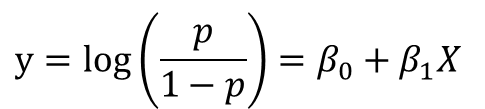 y = log(p / (1 − p)) = β₀ + β₁X